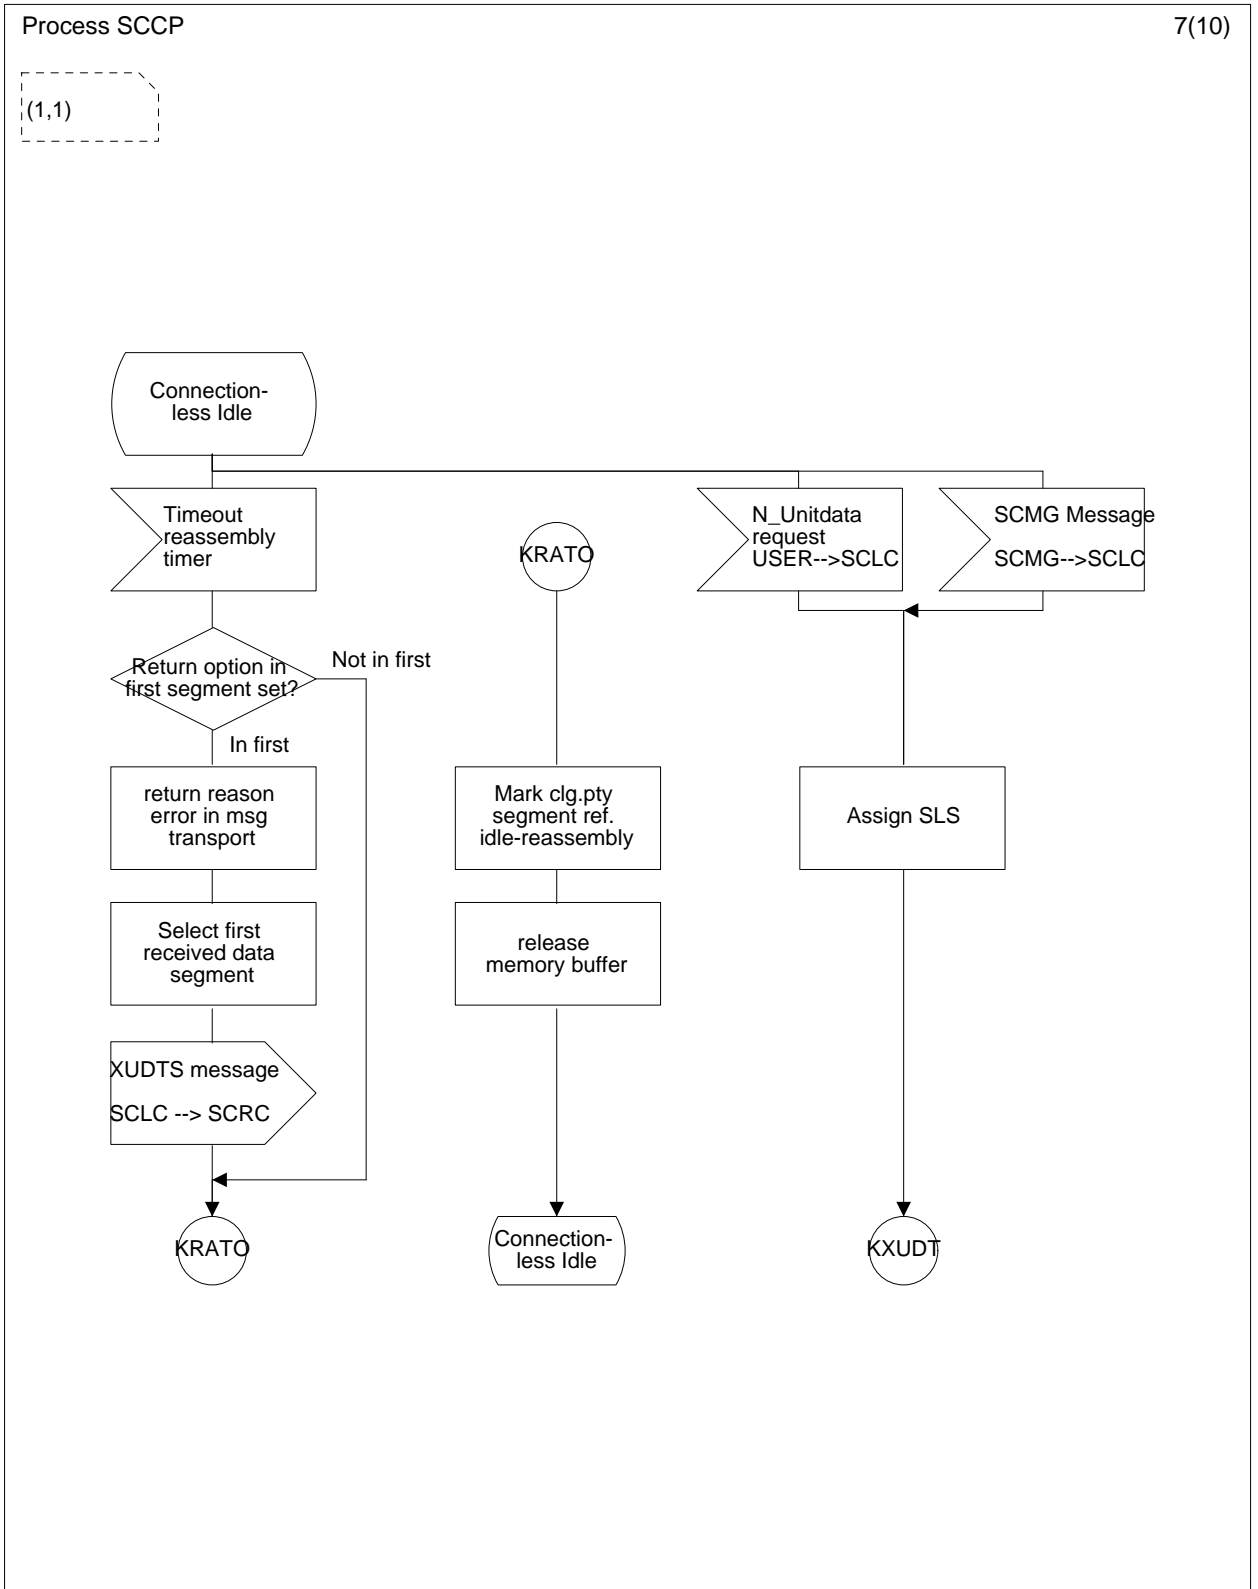 Process SCCP
7(10)
(1,1)
Connection-
less Idle
Timeout
reassembly
timer
KRATO
N_Unitdata
request
USER-->SCLC
SCMG Message
SCMG-->SCLC
Return option in
first segment set?
Not in first
In first
return reason
error in msg
transport
Mark clg.pty
segment ref.
idle-reassembly
Assign SLS
Select first
received data
segment
release
memory buffer
XUDTS message
SCLC --> SCRC
KRATO
Connection-
less Idle
KXUDT